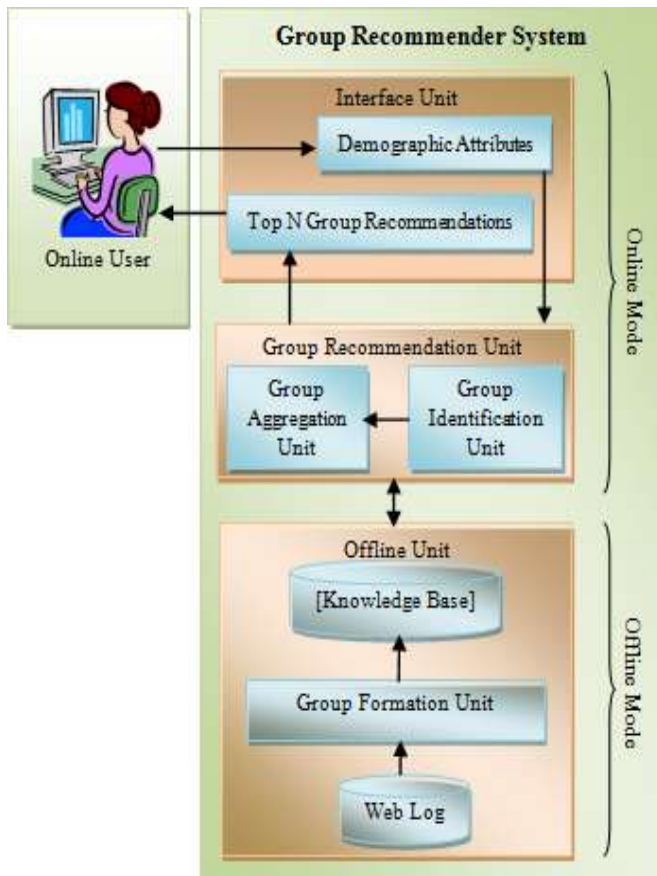 Group Recommender System
Interface Unit
Demographic Attributes
Top N Group Recommendations
Online User
Online Mode
Group Recommendation Unit
Group
Aggregation
Unit
Group
Identification
Unit
Offline Unit
[Knowledge Base]
Group Formation Unit
Web Log
Offline Mode